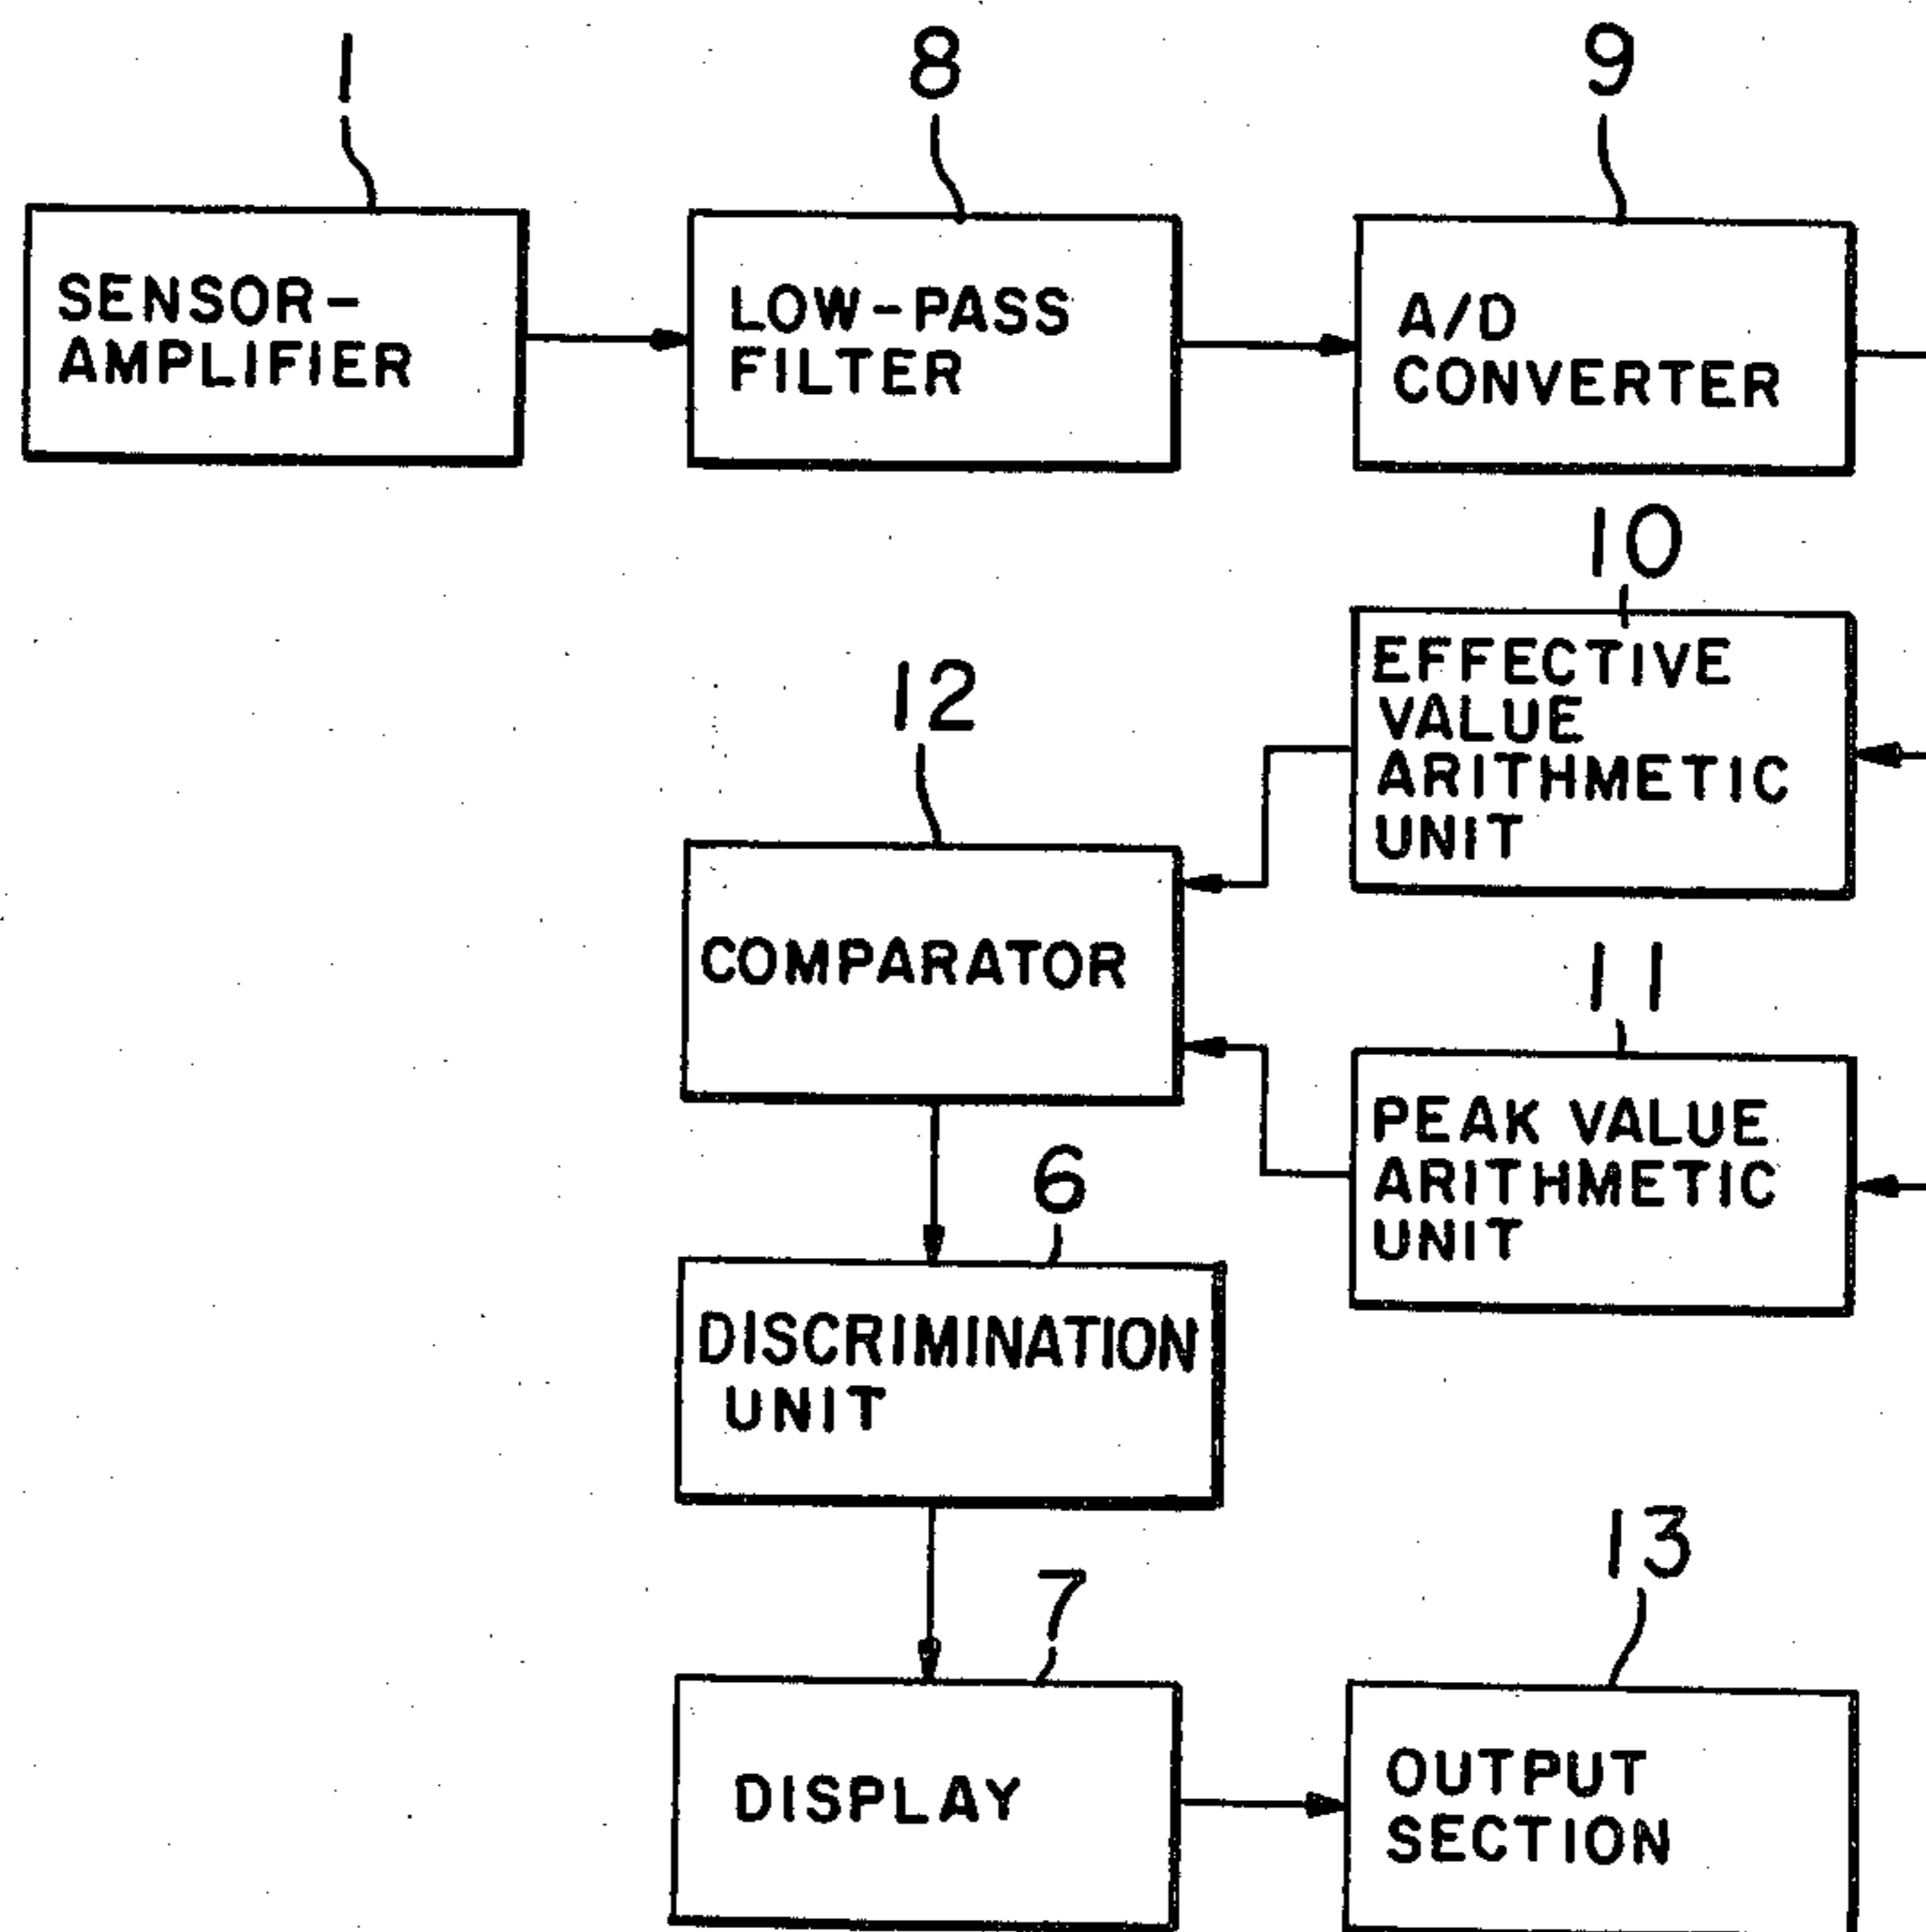 1
8
9
SENSOR-
AMPLIFIER
LOW-PASS
FILTER
A/D
CONVERTER
10
EFFECTIVE
VALUE
ARITHMETIC
UNIT
12
COMPARATOR
11
PEAK VALUE
ARITHMETIC
UNIT
6
DISCRIMINATION
UNIT
7
DISPLAY
13
OUTPUT
SECTION